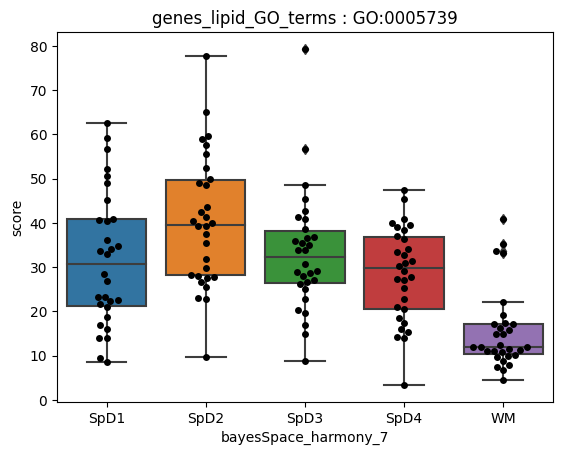 genes_lipid_GO_terms : GO:0005739
score
80
70
60
50
40
30
20
10
0
SpD1 SpD2 SpD3 SpD4 WM
bayesSpace_harmony_7